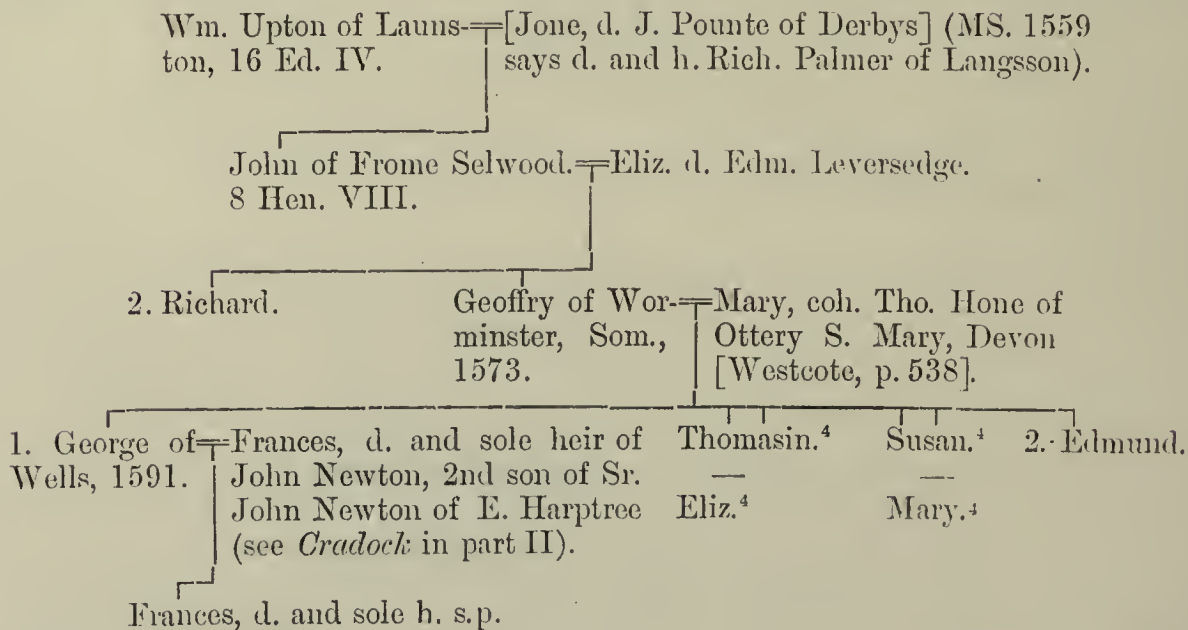 Wm. Upton of Launs-=[Jone, d. J. Pounte of Derbys] (MS. 1559
ton, 16 Ed. IV. says d. and h. Rich. Palmer of Langsson).
John of Frome Selwood.=Eliz. d. Edm. Leversedge.
8 Hen. VIII.
2. Richard. Geoffry of Wor-=Mary, coh. Tho. Hone of
minster, Som., Ottery S. Mary, Devon
1573. [Westcote, p. 538].
1. George of=Frances, d. and sole heir of Thomasin.⁴ Susan.⁴ 2. Edmund.
Wells, 1591. John Newton, 2nd son of Sr. — —
John Newton of E. Harptree Eliz.⁴ Mary.⁴
(see Cradock in part II).
Frances, d. and sole h. s.p.